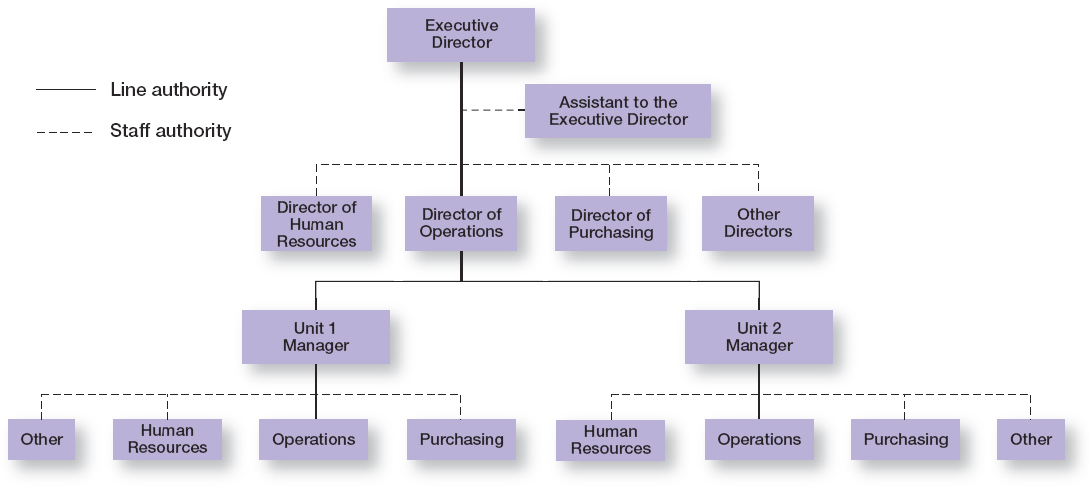 Executive
Director
Line authority
Assistant to the
Executive Director
Staff authority
Director of
Human
Resources
Director of
Operations
Director of
Purchasing
Other
Directors
Unit 1
Manager
Unit 2
Manager
Other
Human
Resources
Operations
Purchasing
Human
Resources
Operations
Purchasing
Other